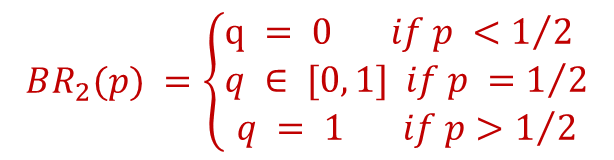 q = 0 if p < 1/2
BR₂(p) = { q ∈ [0, 1] if p = 1/2
q = 1 if p > 1/2